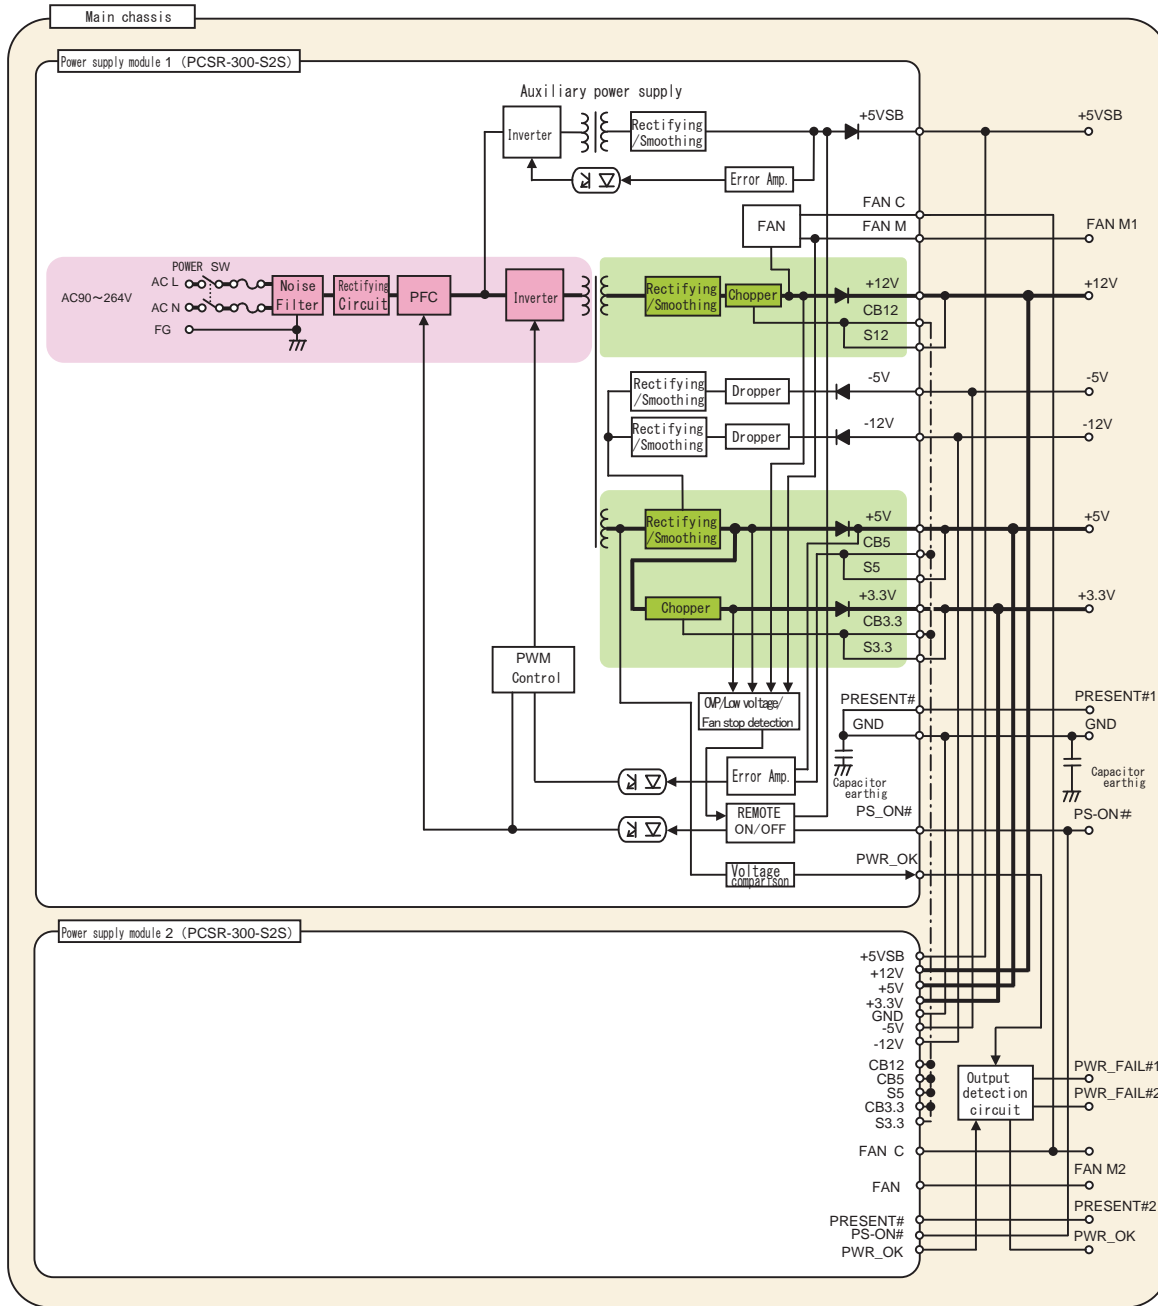 Main chassis
Power supply module 1 (PCSR-300-S2S)
Auxiliary power supply
Inverter
Rectifying
/Smoothing
+5VSB
+5VSB
Error Amp.
FAN
FAN C
FAN M
FAN M1
POWER SW
AC L
AC90～264V
AC N
FG
Noise
Filter
Rectifying
Circuit
PFC
Inverter
Rectifying
/Smoothing
Chopper
+12V
CB12
S12
+12V
Rectifying
/Smoothing
Dropper
-5V
-5V
Rectifying
/Smoothing
Dropper
-12V
-12V
Rectifying
/Smoothing
+5V
CB5
S5
+5V
Chopper
+3.3V
CB3.3
S3.3
+3.3V
PWM
Control
OVP/Low voltage/
Fan stop detection
PRESENT#
GND
PRESENT#1
GND
Capacitor
earthig
Capacitor
earthig
Error Amp.
REMOTE
ON/OFF
PS_ON#
PS-ON#
Voltage
comparison
PWR_OK
Power supply module 2 (PCSR-300-S2S)
+5VSB
+12V
+5V
+3.3V
GND
-5V
-12V
CB12
CB5
S5
CB3.3
S3.3
Output
detection
circuit
PWR_FAIL#1
PWR_FAIL#2
FAN C
FAN M2
FAN
PRESENT#
PRESENT#2
PS-ON#
PWR_OK
PWR_OK